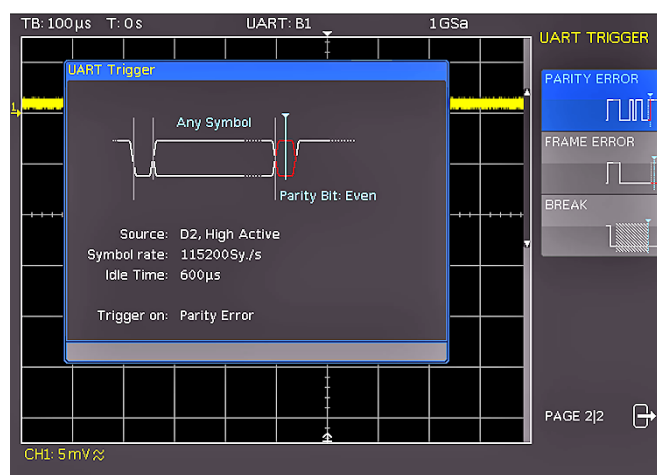 TB: 100µs T: 0s UART: B1 1GSa
UART TRIGGER
UART Trigger
PARITY ERROR
1
Any Symbol
FRAME ERROR
Parity Bit: Even
BREAK
Source: D2, High Active
Symbol rate: 115200Sy./s
Idle Time: 600µs
Trigger on: Parity Error
PAGE 2|2
CH1: 5mV